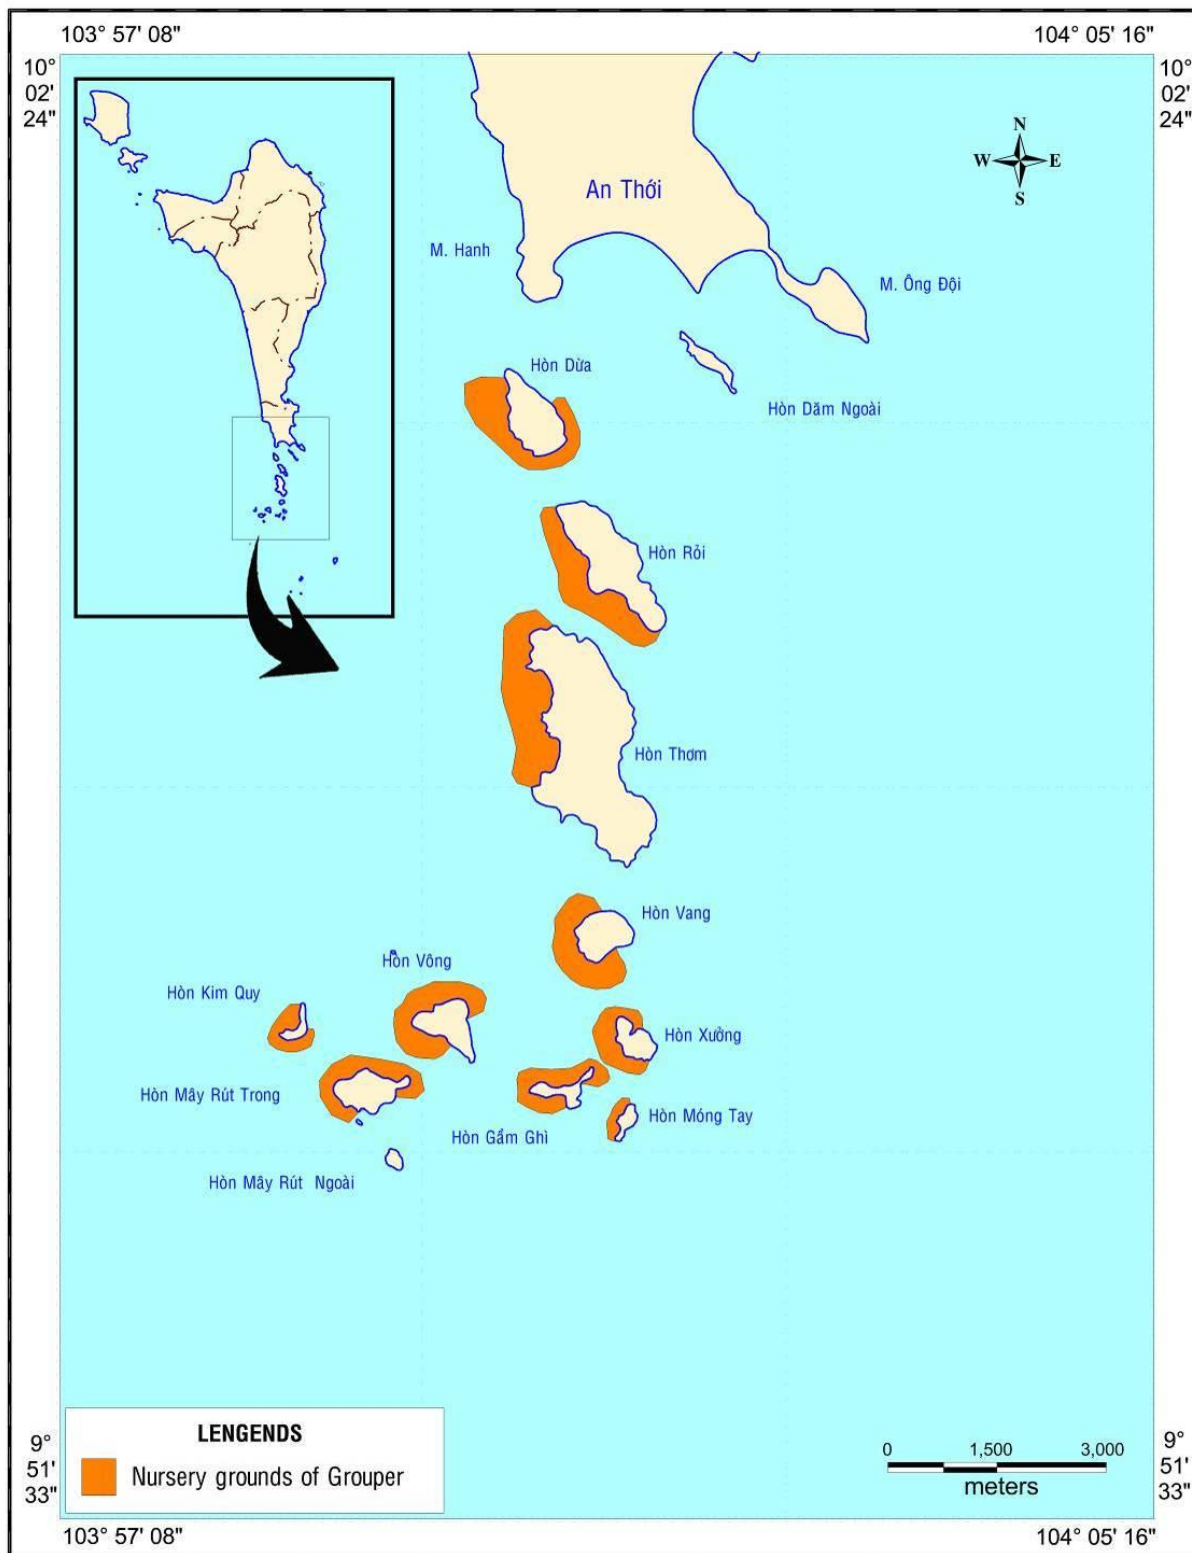 103° 57' 08"
104° 05' 16"
10°
02'
24"
10°
02'
24"
N
W
E
S
An Thới
M. Hanh
M. Ông Đội
Hòn Dừa
Hòn Dăm Ngoài
Hòn Rỏi
Hòn Thơm
Hòn Vang
Hòn Vông
Hòn Kim Quy
Hòn Xưởng
Hòn Mây Rút Trong
Hòn Móng Tay
Hòn Gầm Ghì
Hòn Mây Rút Ngoài
LENGENDS
Nursery grounds of Grouper
0 1,500 3,000
meters
9°
51'
33"
9°
51'
33"
103° 57' 08"
104° 05' 16"